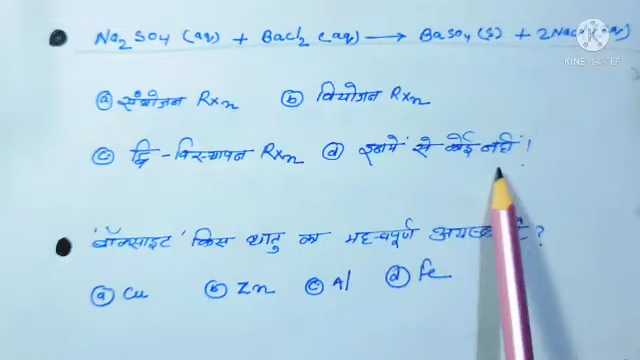 Na2SO4 (aq) + BaCl2 (aq) → BaSO4 (s) + 2NaCl
KINEMASTER
(a) संयोजन Rxn (b) वियोजन Rxn
(c) द्वि-विस्थापन Rxn (d) इनमें से कोई नहीं!
'बॉक्साइट' किस धातु का महत्वपूर्ण अयस्क है?
(a) Cu (b) Zn (c) Al (d) Fe